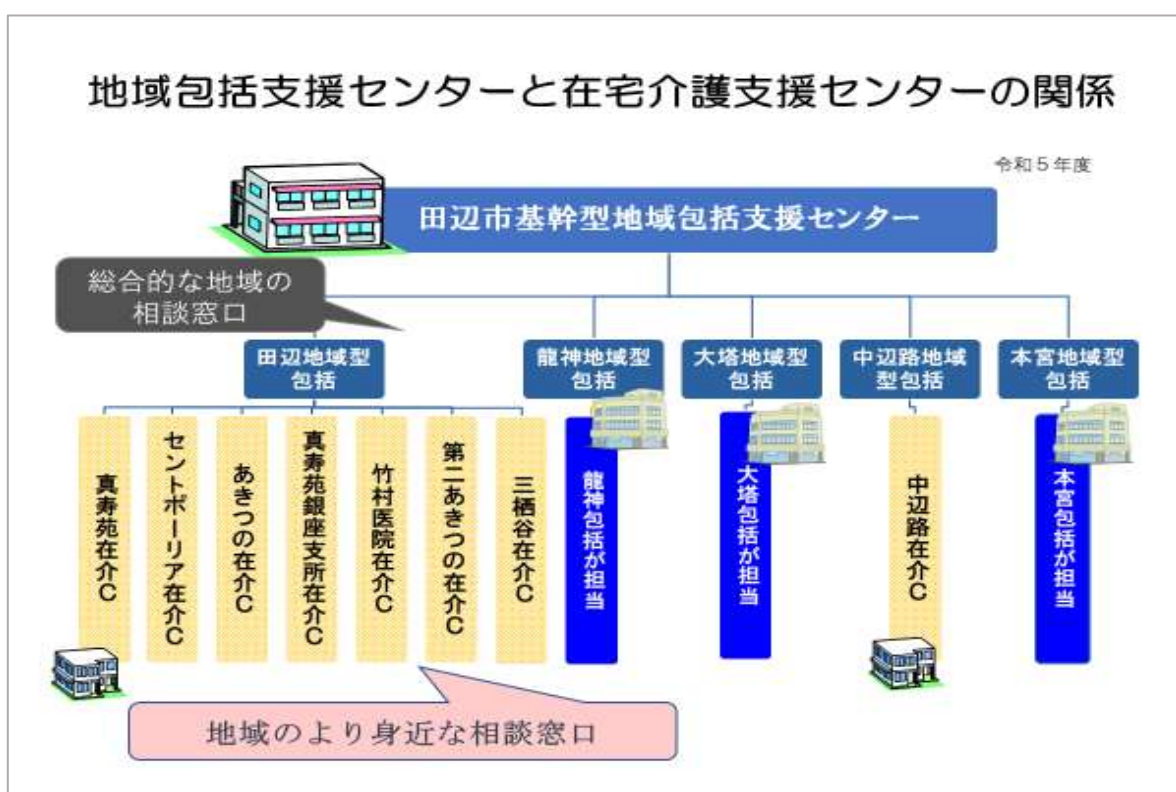 地域包括支援センターと在宅介護支援センターの関係
令和５年度
田辺市基幹型地域包括支援センター
総合的な地域の
相談窓口
田辺地域型
包括
龍神地域型
包括
大塔地域型
包括
中辺路地域
型包括
本宮地域型
包括
真寿苑在介C
セントポーリア在介C
あきつの在介C
真寿苑銀座支所在介C
竹村医院在介C
第二あきつの在介C
三栖谷在介C
龍神包括が担当
大塔包括が担当
中辺路在介C
本宮包括が担当
地域のより身近な相談窓口